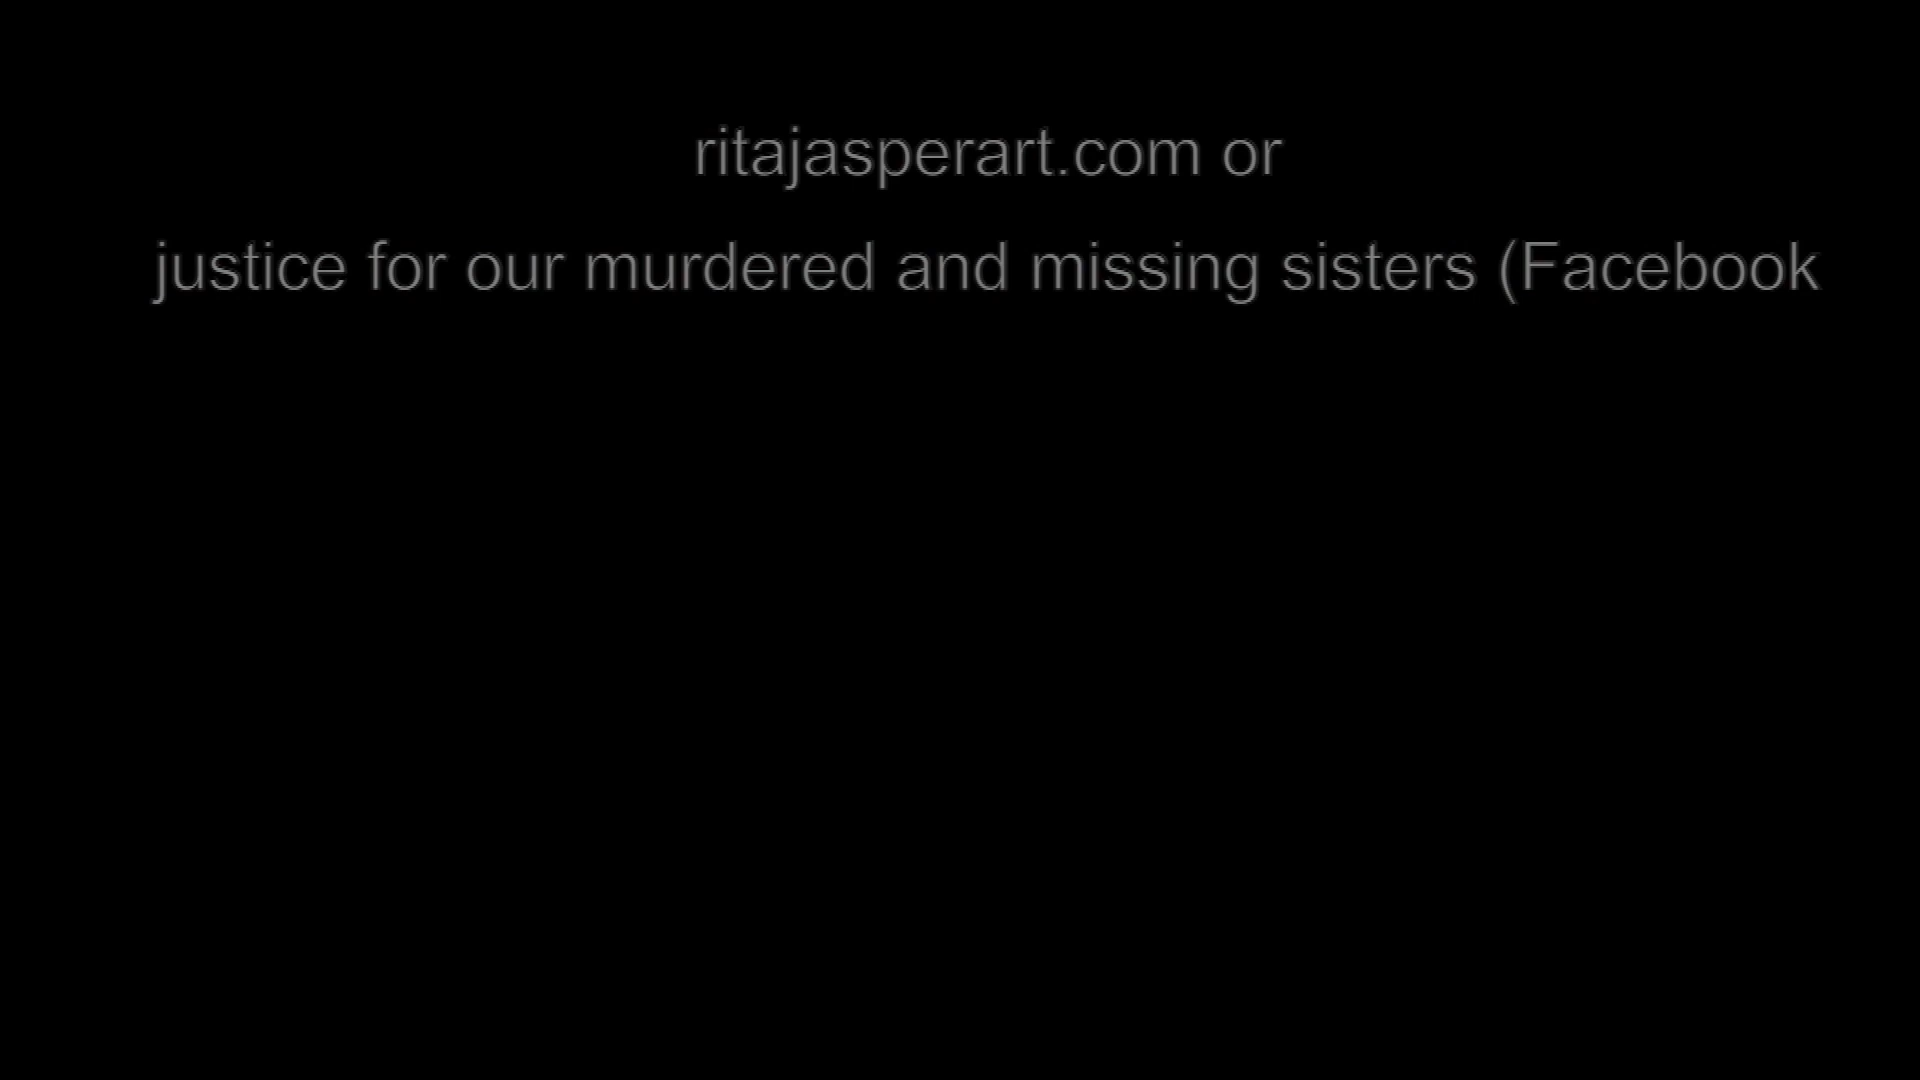 ritajasperart.com or
justice for our murdered and missing sisters (Facebook